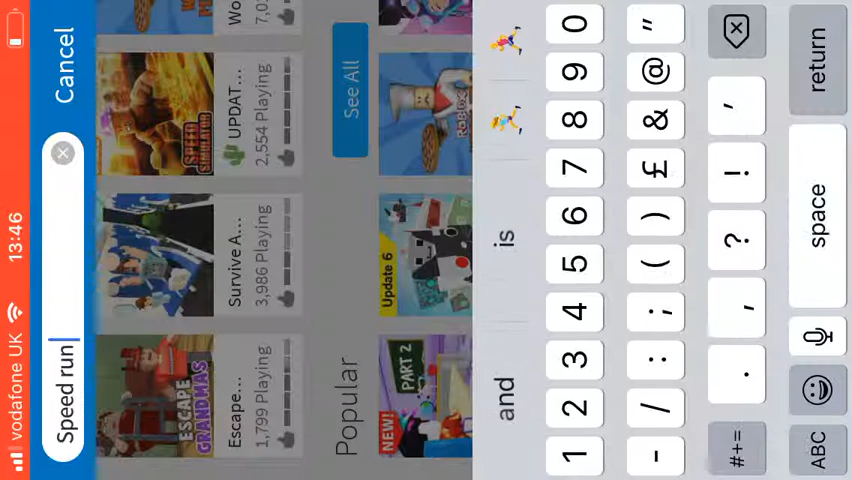 vodafone UK 13:46
Speed run Cancel
Wo... 7,0
ESCAPE GRANDMAS
SPEED SIMULATOR
Escape... Survive A... UPDAT...
1,799 Playing 3,986 Playing 2,554 Playing
Popular See All
NEW! PART 2 Update 6 ROBLOX
and is
1 2 3 4 5 6 7 8 9 0
- / : ; ( ) £ & @ "
#+= . , ? ! '
ABC space return